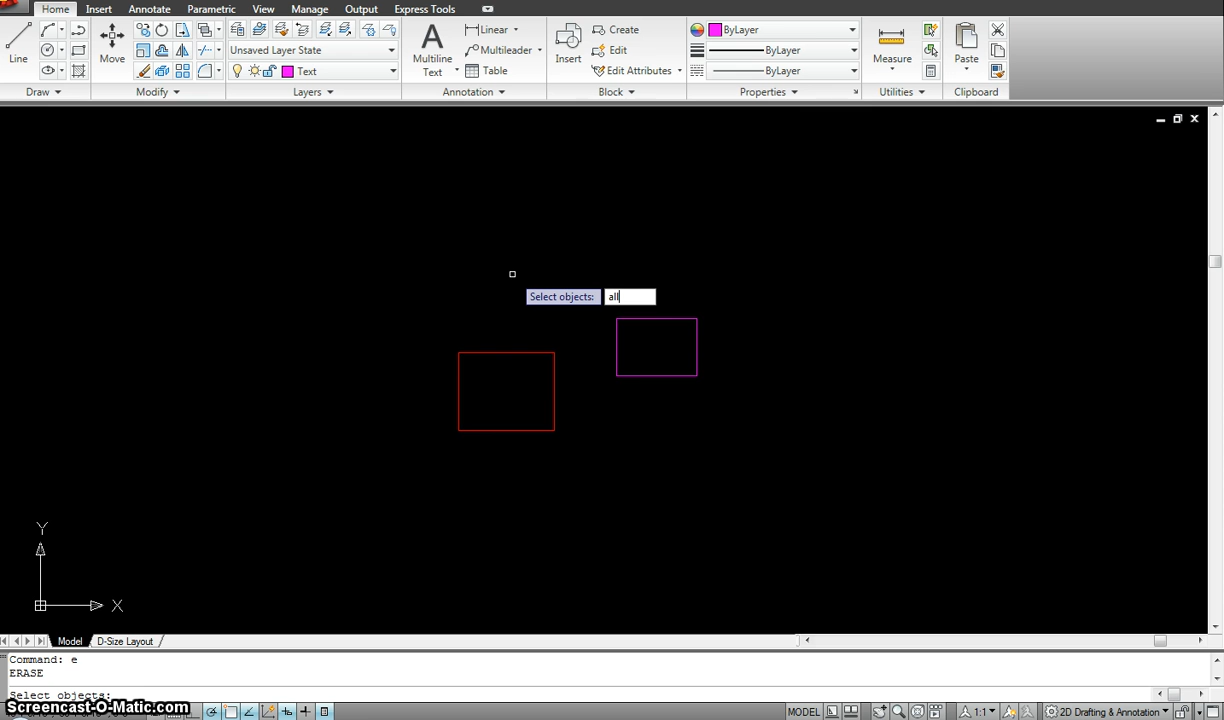 Home Insert Annotate Parametric View Manage Output Express Tools
Line
Draw
Move
Modify
Unsaved Layer State
Text
Layers
Multiline
Text
Linear
Multileader
Table
Annotation
Insert
Create
Edit
Edit Attributes
Block
ByLayer
ByLayer
ByLayer
Properties
Measure
Utilities
Paste
Clipboard
Select objects: all
Y
X
Model D-Size Layout
Command: e
ERASE
Select objects:
Screencast-O-Matic.com
MODEL 1:1 2D Drafting & Annotation